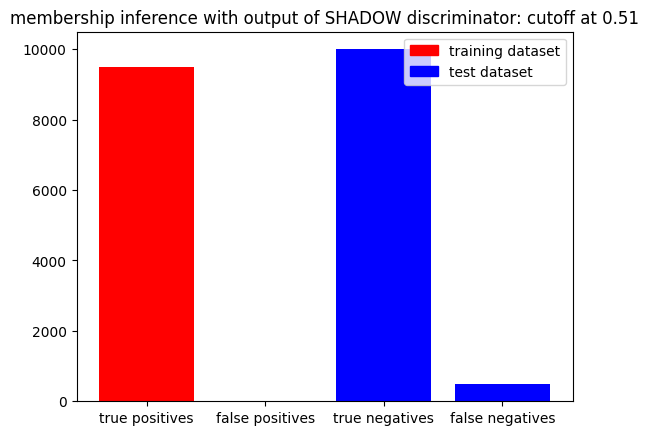 membership inference with output of SHADOW discriminator: cutoff at 0.51
training dataset
test dataset
10000
8000
6000
4000
2000
0
true positives false positives true negatives false negatives